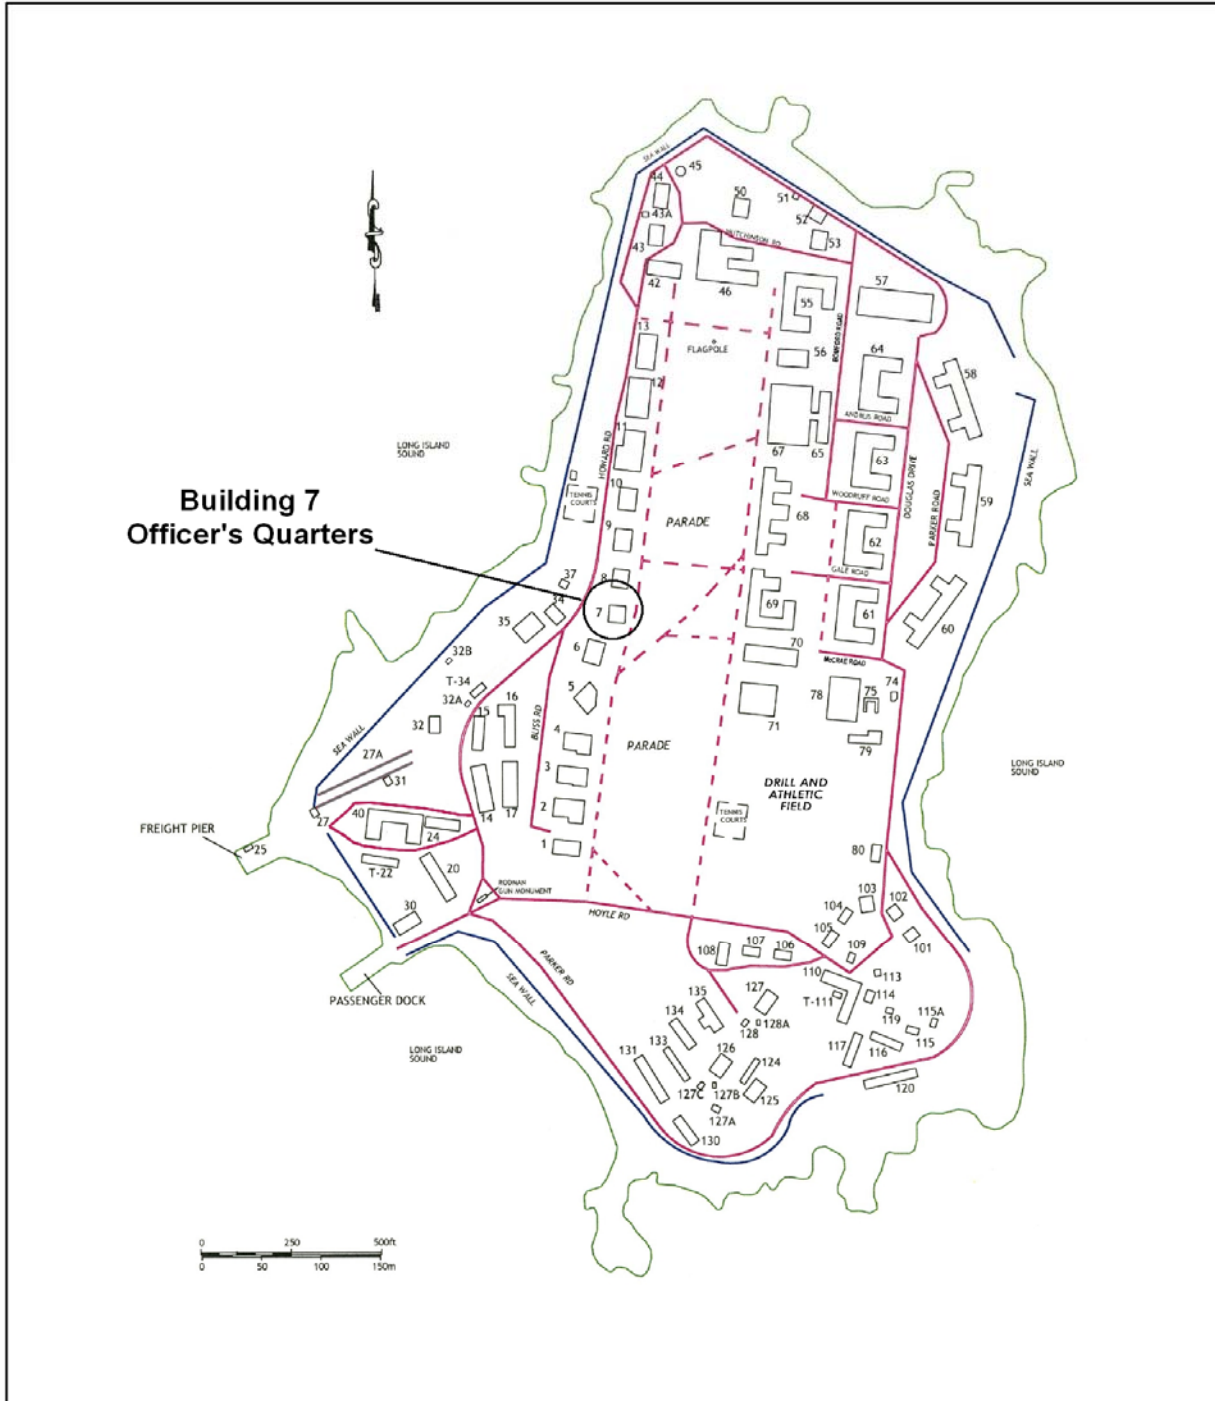 SEA WALL
45
44
50
51
43A
52
43
HUTCHINSON RD
53
42
46
57
55
13
FLAGPOLE
56
ROMFORD ROAD
64
58
12
ANDRUS ROAD
LONG ISLAND
SOUND
11
HOWARD RD
67
65
63
DOUGLAS DRIVE
SEA WALL
10
TENNIS
COURTS
WOODRUFF ROAD
59
PARKER ROAD
Building 7
Officer's Quarters
PARADE
68
9
62
GALE ROAD
37
8
34
7
69
61
60
35
6
70
McCRAE ROAD
32B
T-34
32A
16
5
74
78
75
15
71
32
BLISS RD
4
PARADE
79
SEA WALL
27A
3
LONG ISLAND
SOUND
31
DRILL AND
ATHLETIC
FIELD
14
17
2
27
40
24
TENNIS
COURTS
FREIGHT PIER
25
1
80
T-22
20
RODMAN
GUN MONUMENT
103
102
30
HOYLE RD
104
105
101
108
107
106
109
PARKER RD
110
113
PASSENGER DOCK
SEA WALL
135
127
T-111
114
134
128A
128
119
115A
115
LONG ISLAND
SOUND
131
133
126
124
117
116
127C
127B
125
120
127A
130
0 250 500ft
0 50 100 150m